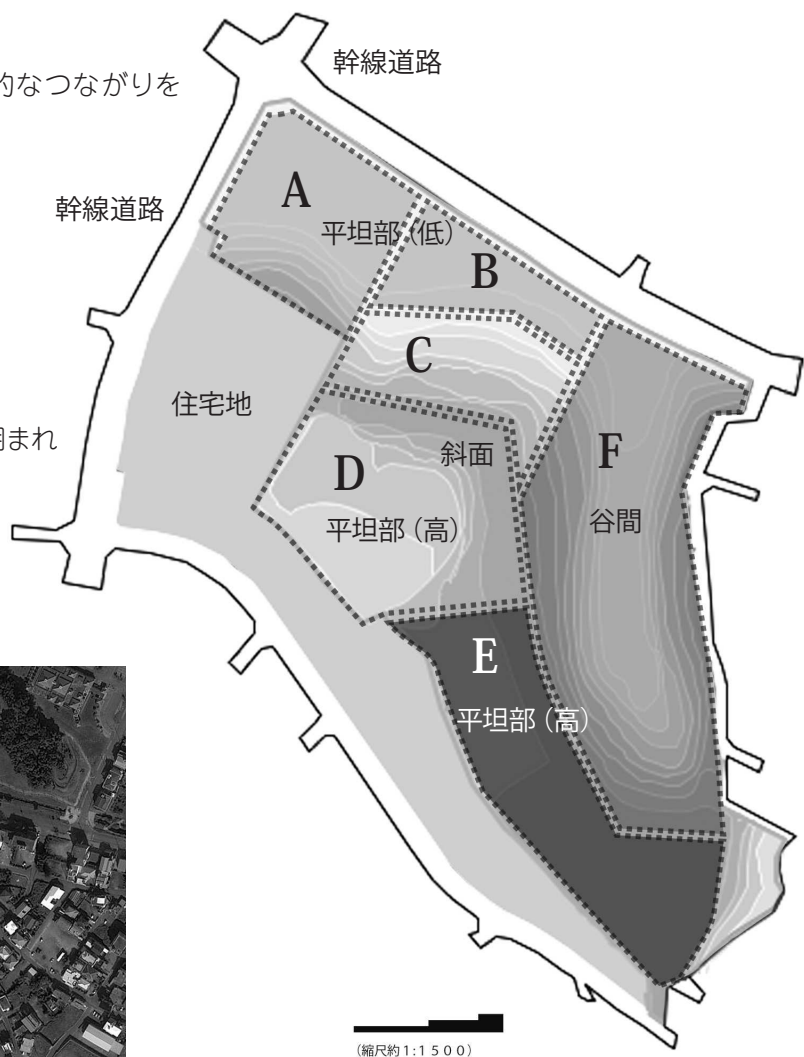 幹線道路
的なつながりを
A
幹線道路
平坦部(低)
B
C
住宅地
囲まれ
斜面
F
D
谷間
平坦部(高)
E
平坦部(高)
(縮尺約1:1500)